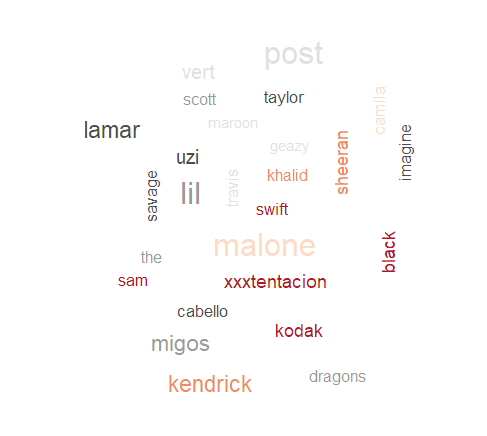 post
vert
scott
taylor
camilla
maroon
lamar
imagine
geazy
sheeran
uzi
khalid
travis
savage
lil
swift
malone
black
the
sam
xxxtentacion
cabello
kodak
migos
dragons
kendrick